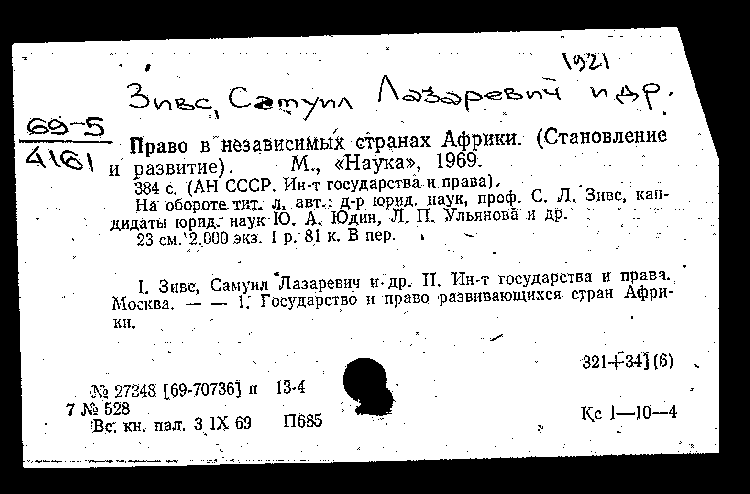 1921
Зивс, Самуил Лазаревич и др.
69-5
4161
Право в независимых странах Африки. (Становление
и развитие). М., «Наука», 1969.
384 с. (АН СССР. Ин-т государства и права).
На обороте тит. л. авт.: д-р юрид. наук, проф. С. Л. Зивс, кан-
дидаты юрид. наук Ю. А. Юдин, Л. П. Ульянова и др.
23 см. 2.000 экз. 1 р. 81 к. В пер.
I. Зивс, Самуил Лазаревич и др. II. Ин-т государства и права.
Москва. — — 1. Государство и право развивающихся стран Афри-
ки.
321+34](6)
№ 27348 [69-70736] п 13-4
7 № 528
Вс. кн. пал. 3 IX 69 П685
Кс 1—10—4